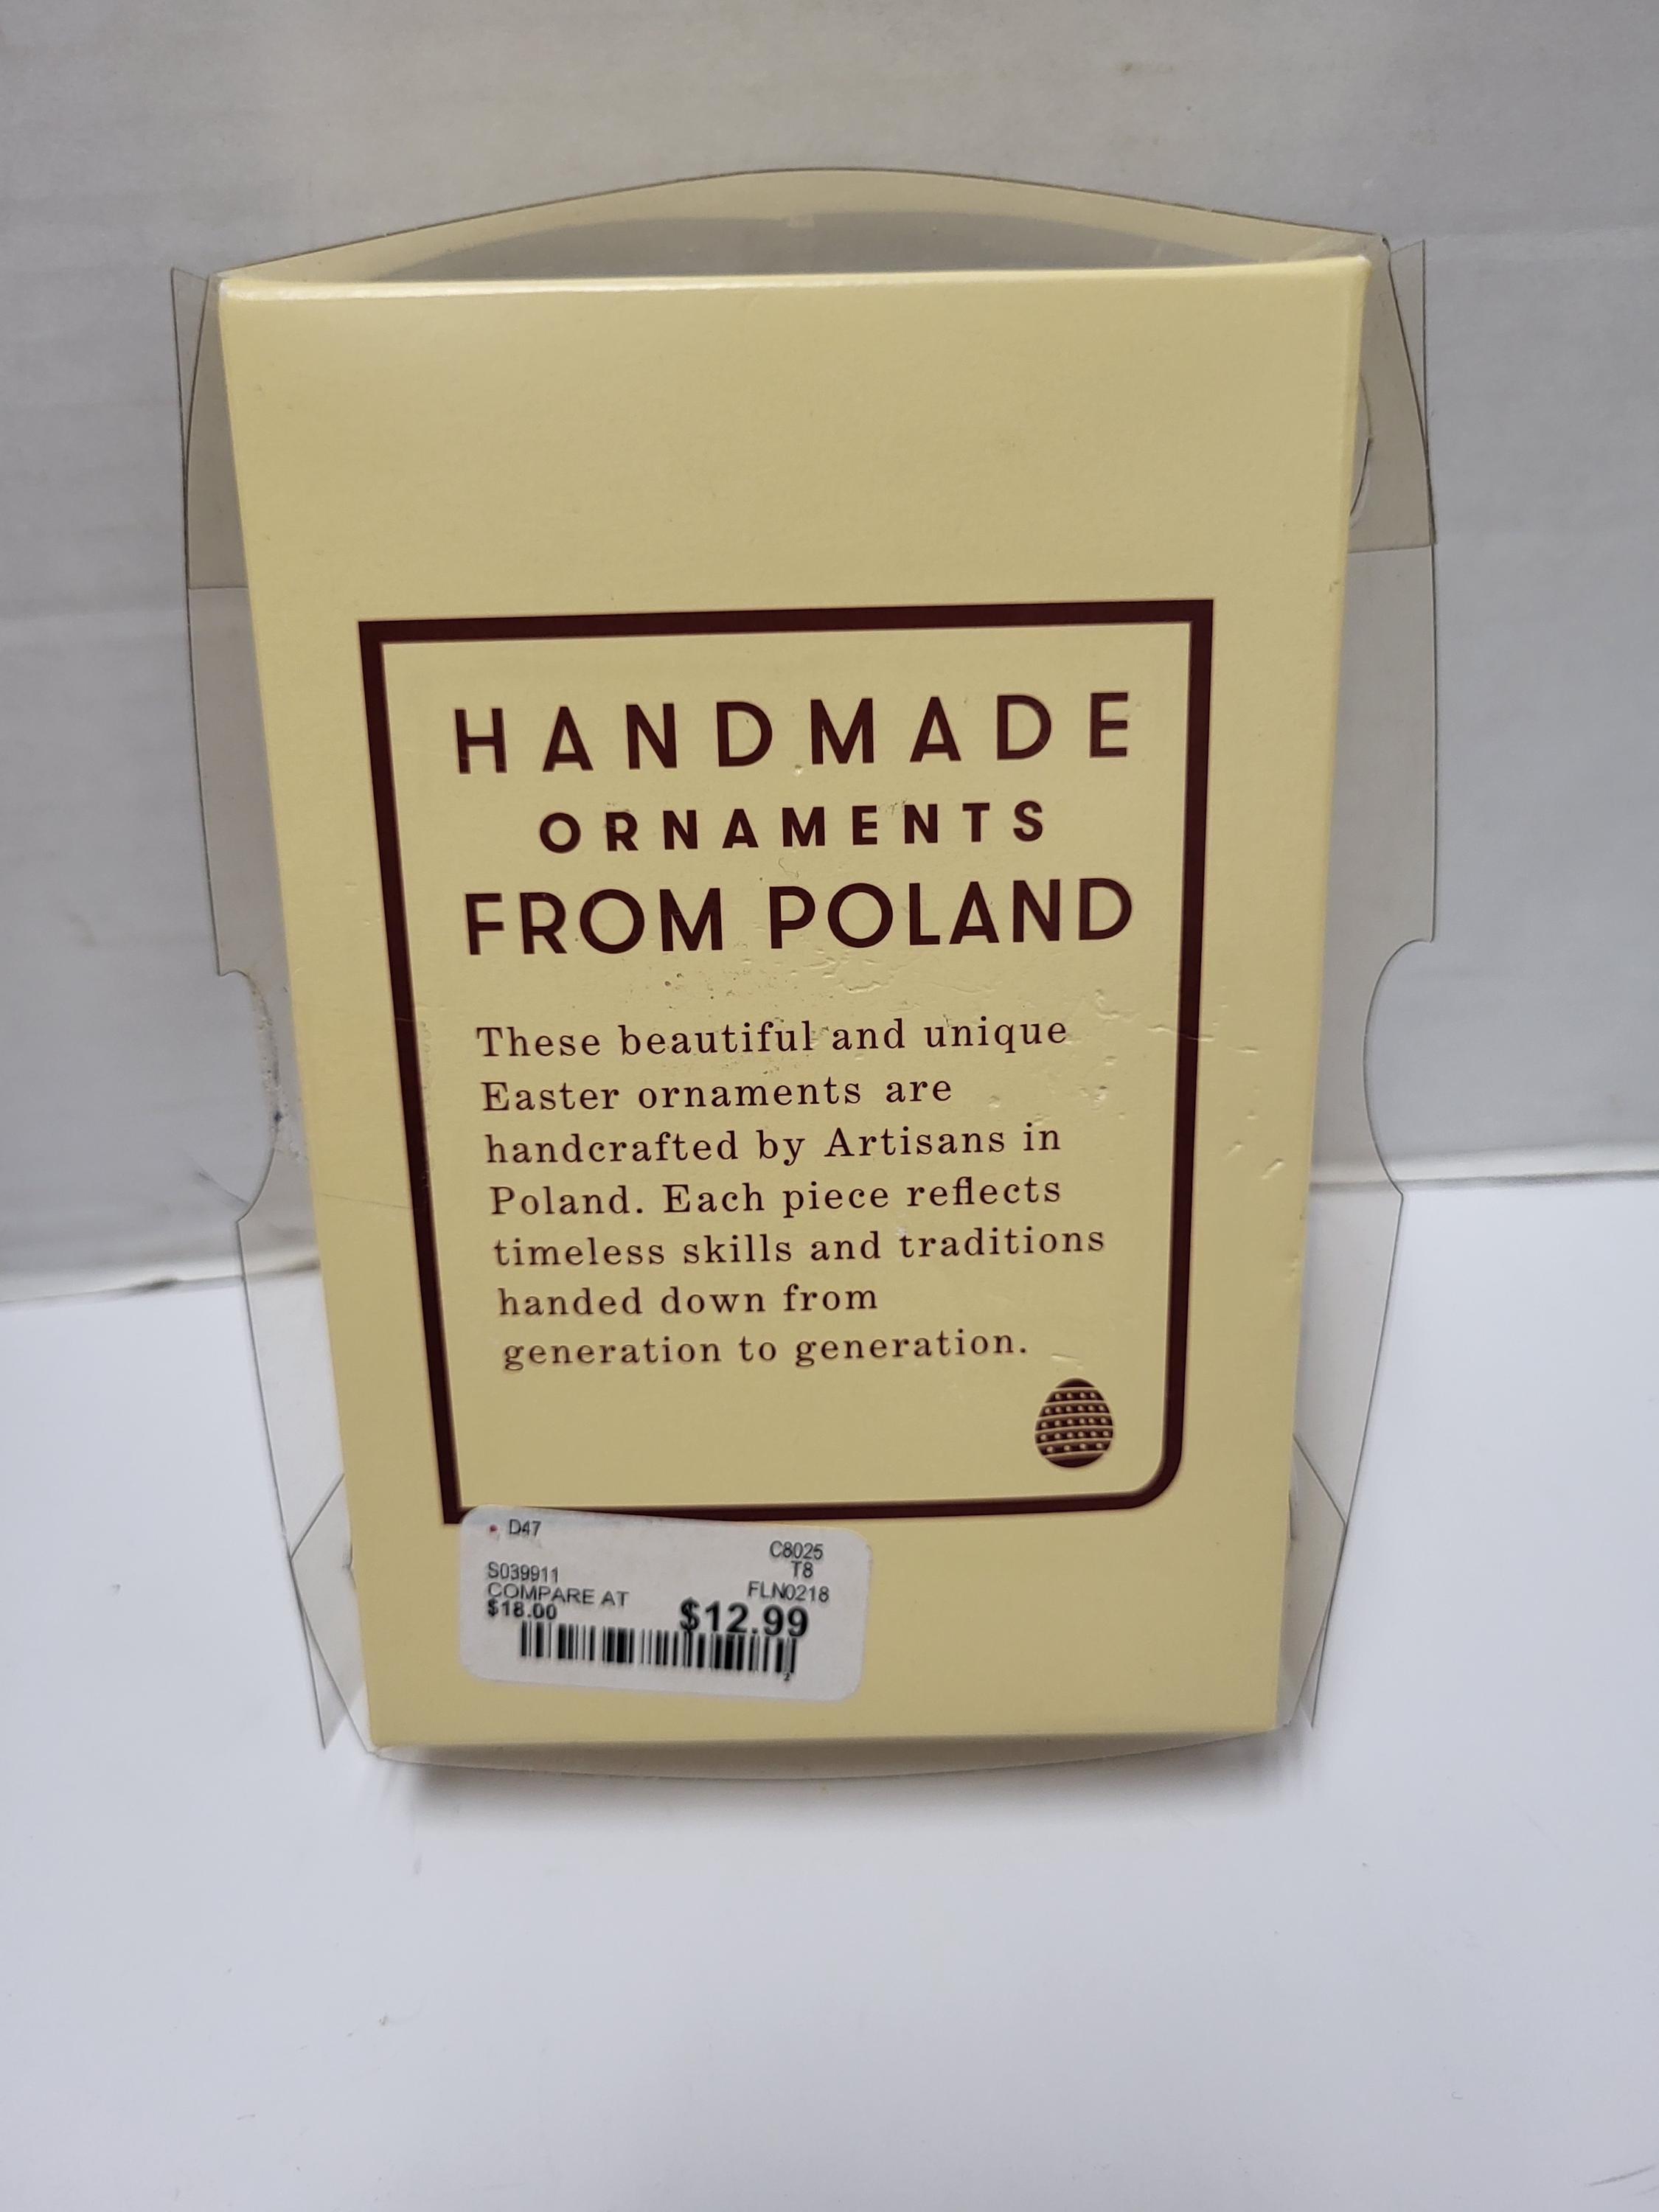 HANDMADE
ORNAMENTS
FROM POLAND
These beautiful and unique
Easter ornaments are
handcrafted by Artisans in
Poland. Each piece reflects
timeless skills and traditions
handed down from
generation to generation.
D47
C8025
S039911 T8
COMPARE AT FLN0218
$18.00 $12.99
2